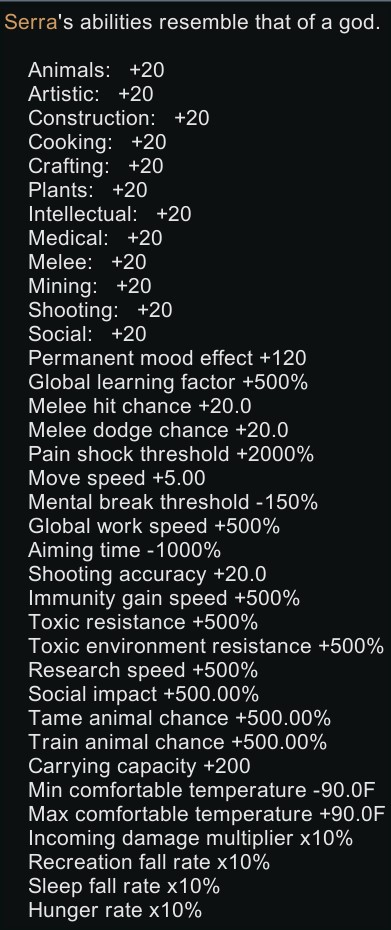 Serra's abilities resemble that of a god.
Animals: +20
Artistic: +20
Construction: +20
Cooking: +20
Crafting: +20
Plants: +20
Intellectual: +20
Medical: +20
Melee: +20
Mining: +20
Shooting: +20
Social: +20
Permanent mood effect +120
Global learning factor +500%
Melee hit chance +20.0
Melee dodge chance +20.0
Pain shock threshold +2000%
Move speed +5.00
Mental break threshold -150%
Global work speed +500%
Aiming time -1000%
Shooting accuracy +20.0
Immunity gain speed +500%
Toxic resistance +500%
Toxic environment resistance +500%
Research speed +500%
Social impact +500.00%
Tame animal chance +500.00%
Train animal chance +500.00%
Carrying capacity +200
Min comfortable temperature -90.0F
Max comfortable temperature +90.0F
Incoming damage multiplier x10%
Recreation fall rate x10%
Sleep fall rate x10%
Hunger rate x10%